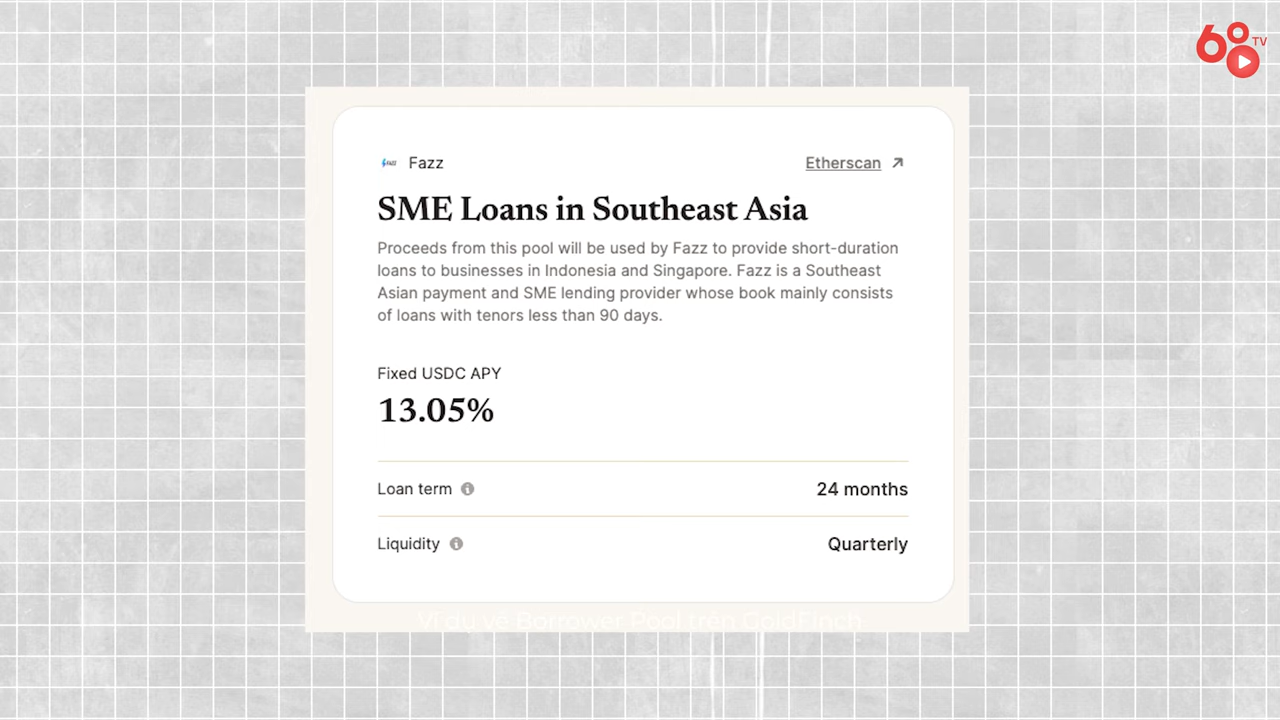 68
TV
FAZZ
Fazz
Etherscan
SME Loans in Southeast Asia
Proceeds from this pool will be used by Fazz to provide short-duration
loans to businesses in Indonesia and Singapore. Fazz is a Southeast
Asian payment and SME lending provider whose book mainly consists
of loans with tenors less than 90 days.
Fixed USDC APY
13.05%
Loan term
24 months
Liquidity
Quarterly
Ví dụ về Borrower Pool trên GoldFinch